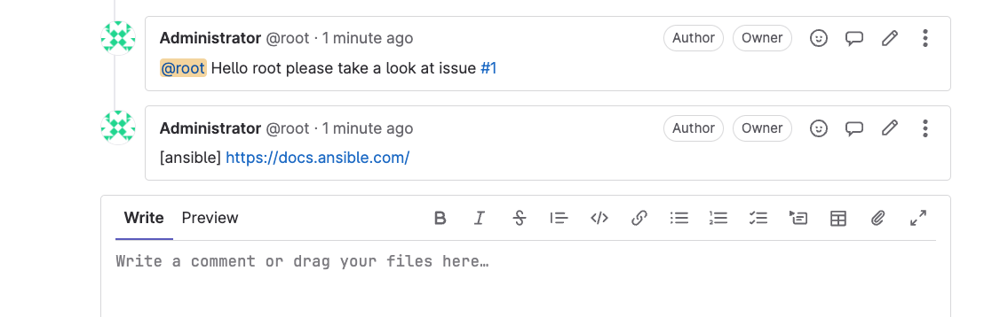 Administrator @root · 1 minute ago Author Owner
@root Hello root please take a look at issue #1
Administrator @root · 1 minute ago Author Owner
[ansible] https://docs.ansible.com/
Write Preview
Write a comment or drag your files here…